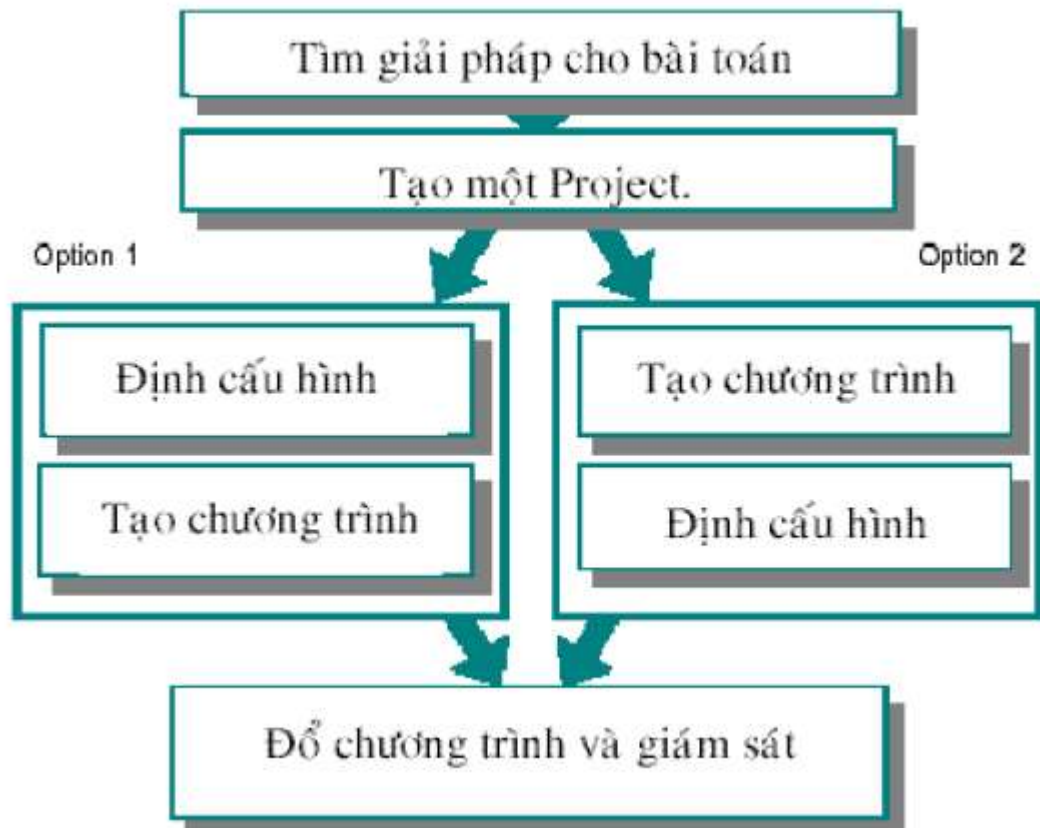 Tìm giải pháp cho bài toán
Tạo một Project.
Option 1
Option 2
Định cấu hình
Tạo chương trình
Tạo chương trình
Định cấu hình
Đổ chương trình và giám sát